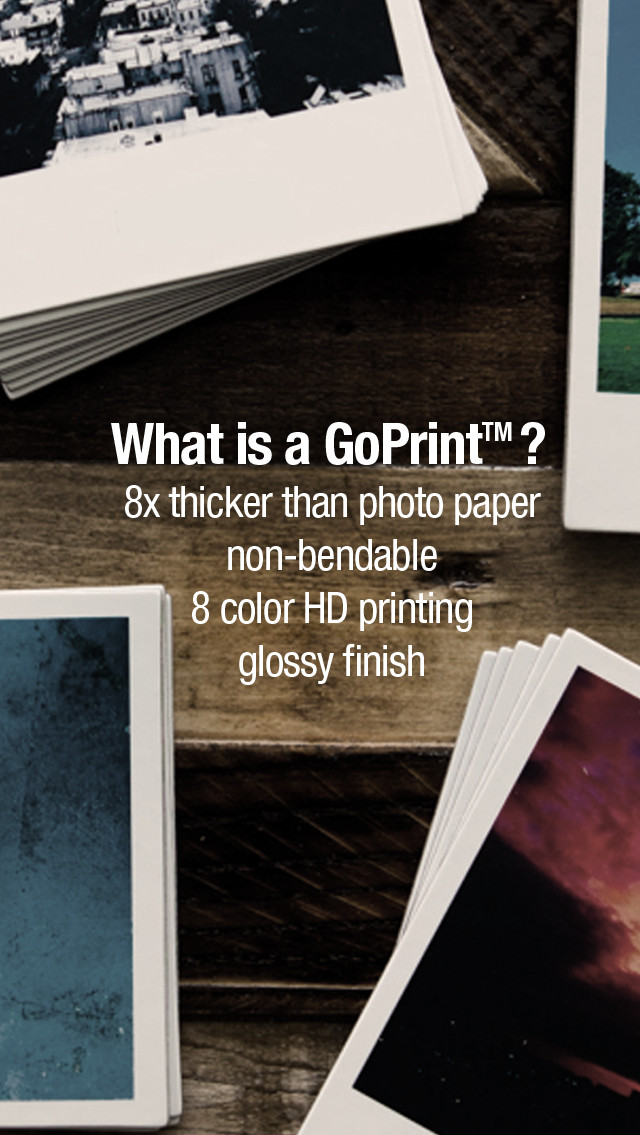 What is a GoPrint™ ?
8x thicker than photo paper
non-bendable
8 color HD printing
glossy finish